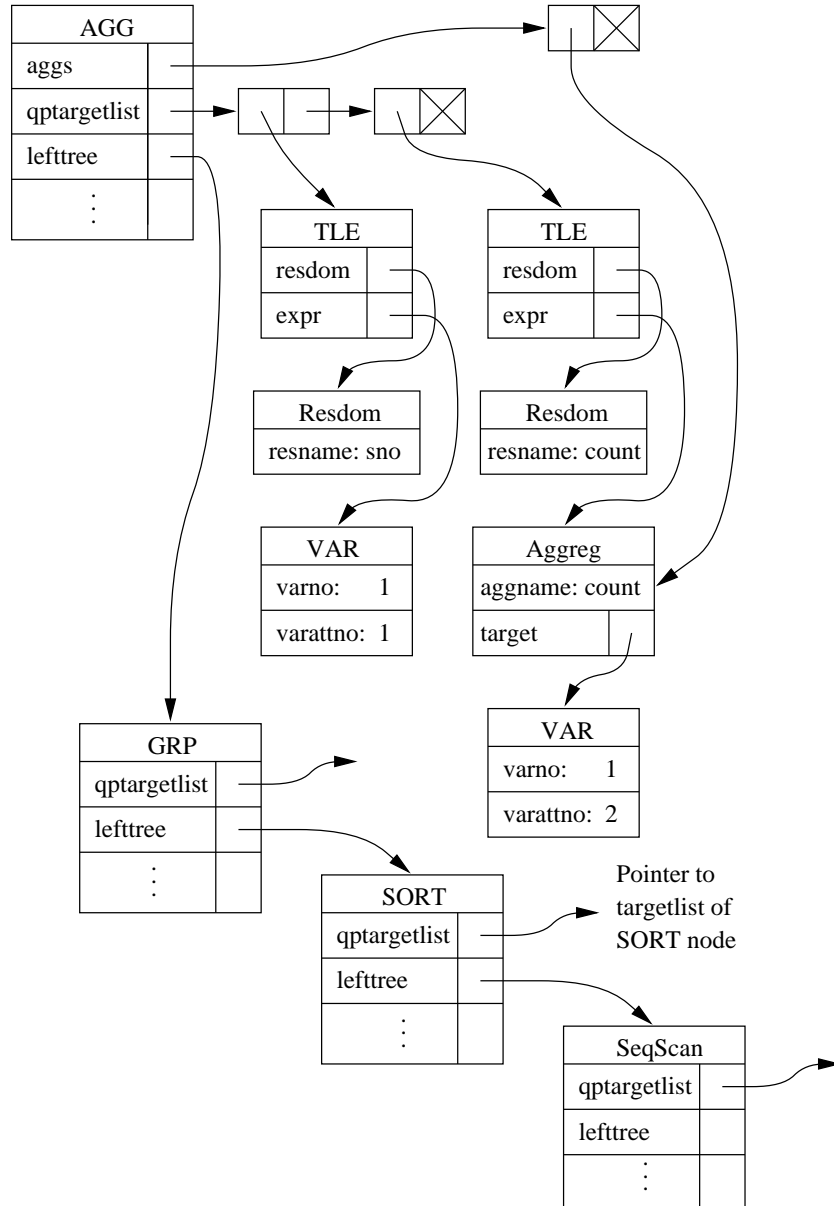 AGG
aggs
qptargetlist
lefttree
TLE
resdom
expr
TLE
resdom
expr
Resdom
resname: sno
Resdom
resname: count
VAR
varno: 1
varattno: 1
Aggreg
aggname: count
target
VAR
varno: 1
varattno: 2
GRP
qptargetlist
lefttree
SORT
qptargetlist
lefttree
Pointer to
targetlist of
SORT node
SeqScan
qptargetlist
lefttree